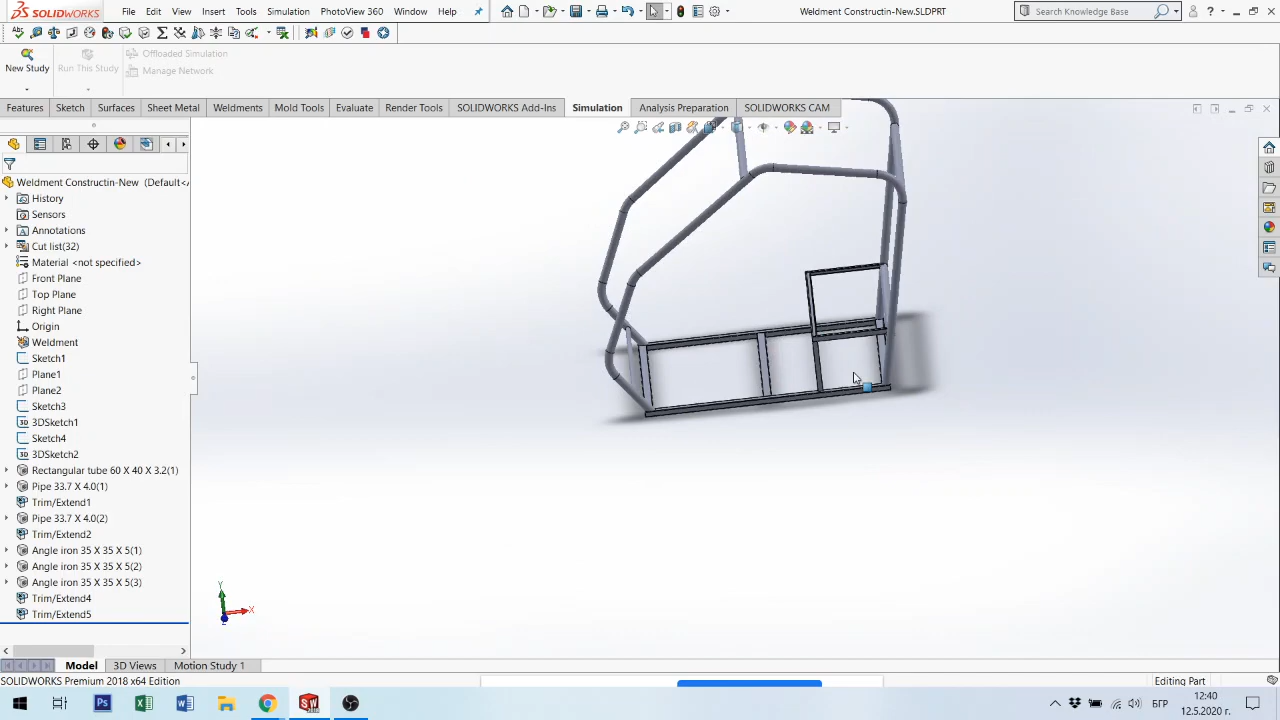 SOLIDWORKS
File
Edit
View
Insert
Tools
Simulation
PhotoView 360
Window
Help
Weldment Constructin-New.SLDPRT
Search Knowledge Base
New Study
Run This Study
Offloaded Simulation
Manage Network
Features
Sketch
Surfaces
Sheet Metal
Weldments
Mold Tools
Evaluate
Render Tools
SOLIDWORKS Add-Ins
Simulation
Analysis Preparation
SOLIDWORKS CAM
Weldment Constructin-New (Default<
History
Sensors
Annotations
Cut list(32)
Material <not specified>
Front Plane
Top Plane
Right Plane
Origin
Weldment
Sketch1
Plane1
Plane2
Sketch3
3DSketch1
Sketch4
3DSketch2
Rectangular tube 60 X 40 X 3.2(1)
Pipe 33.7 X 4.0(1)
Trim/Extend1
Pipe 33.7 X 4.0(2)
Trim/Extend2
Angle iron 35 X 35 X 5(1)
Angle iron 35 X 35 X 5(2)
Angle iron 35 X 35 X 5(3)
Trim/Extend4
Trim/Extend5
Y
X
Z
Model
3D Views
Motion Study 1
SOLIDWORKS Premium 2018 x64 Edition
Editing Part
Ps
БГР
12:40
12.5.2020 г.